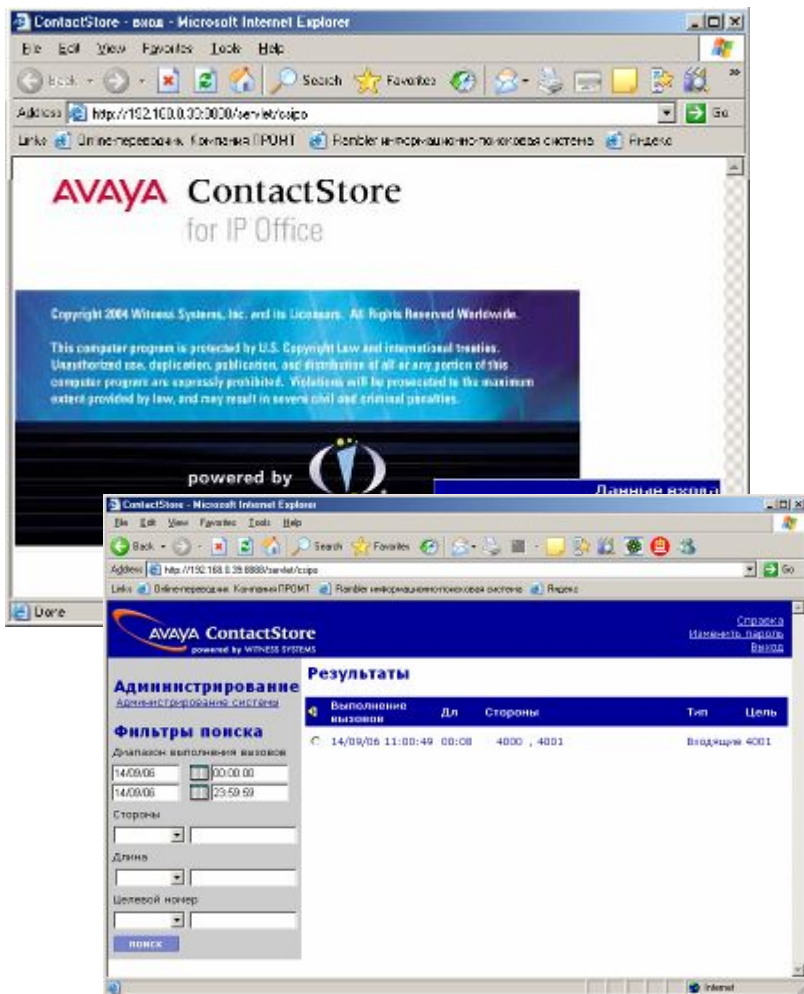 ContactStore - вход - Microsoft Internet Explorer
File Edit View Favorites Tools Help
Back Search Favorites
Address http://192.168.0.39:8888/servlet/csipo Go
Links Online-переводчик Компания ПРОМТ Rambler информационно-поисковая система Яндекс
AVAYA ContactStore
for IP Office
Copyright 2004 Witness Systems, Inc. and its Licensors. All Rights Reserved Worldwide.
This computer program is protected by U.S. Copyright Law and international treaties.
Unauthorized use, duplication, publication, and distribution of all or any portion of this
computer program are expressly prohibited. Violations will be prosecuted to the maximum
extent provided by law, and may result in severe civil and criminal penalties.
powered by
Данные входа
Done
ContactStore - Microsoft Internet Explorer
File Edit View Favorites Tools Help
Back Search Favorites
Address http://192.168.0.39:8888/servlet/csipo Go
Links Online-переводчик Компания ПРОМТ Rambler информационно-поисковая система Яндекс
AVAYA ContactStore
powered by WITNESS SYSTEMS
Справка
Изменить пароль
Выход
Администрирование
Администрирование системы
Фильтры поиска
Диапазон выполнения вызовов
14/09/06 00:00:00
14/09/06 23:59:59
Стороны
Длина
Целевой номер
поиск
Результаты
Выполнение вызовов Дл Стороны Тип Цель
14/09/06 11:00:49 00:08 4000 , 4001 Входящие 4001
Internet